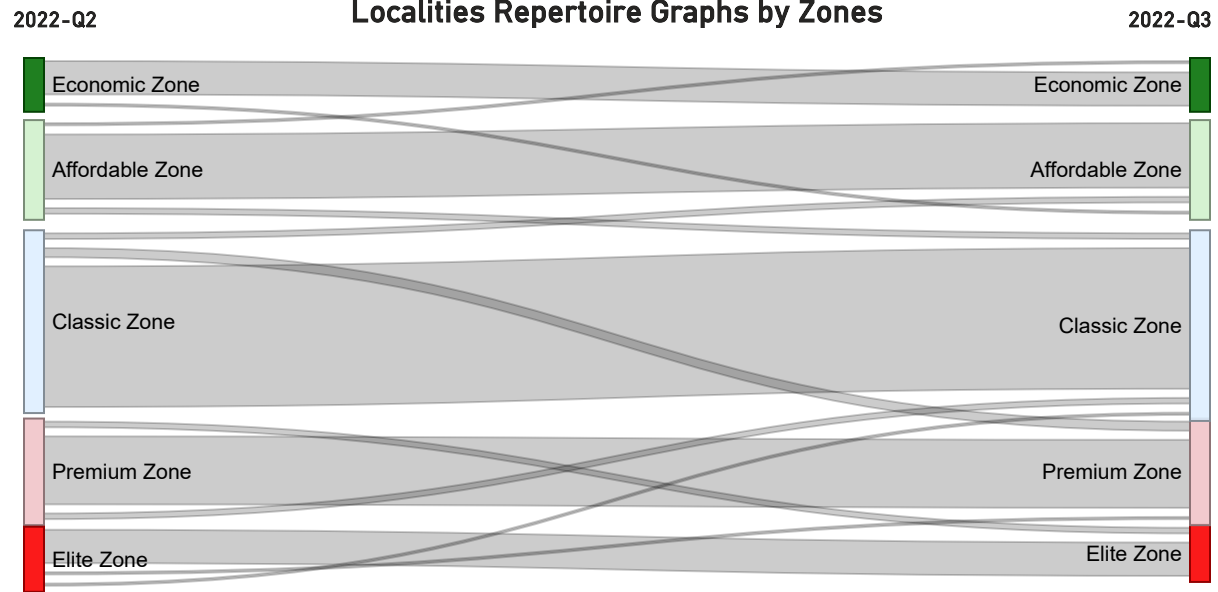 Localities Repertoire Graphs by Zones
2022-Q2 2022-Q3
Economic Zone Economic Zone
Affordable Zone Affordable Zone
Classic Zone Classic Zone
Premium Zone Premium Zone
Elite Zone Elite Zone